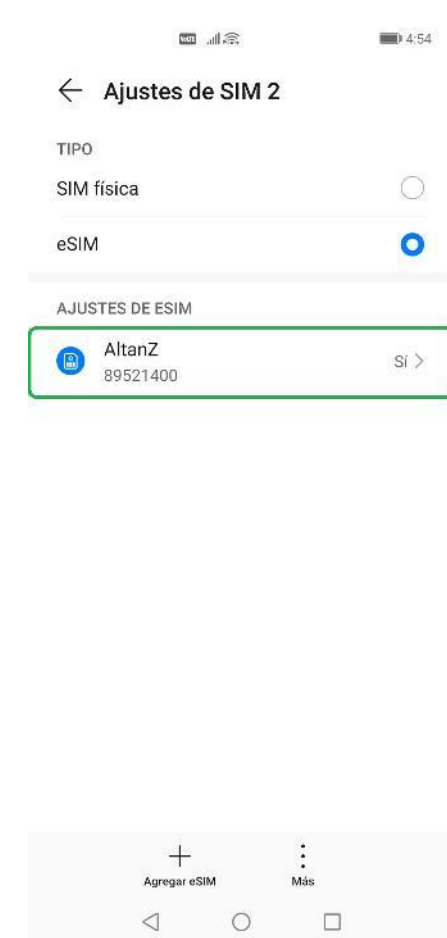 VoLTE 4:54
Ajustes de SIM 2
TIPO
SIM física
eSIM
AJUSTES DE ESIM
AltanZ
89521400
Sí
Agregar eSIM Más